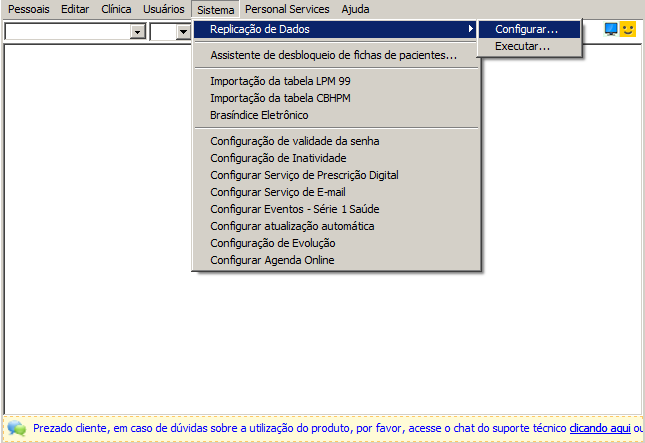 Pessoais Editar Clínica Usuários Sistema Personal Services Ajuda
Replicação de Dados
Configurar...
Executar...
Assistente de desbloqueio de fichas de pacientes...
Importação da tabela LPM 99
Importação da tabela CBHPM
Brasíndice Eletrônico
Configuração de validade da senha
Configuração de Inatividade
Configurar Serviço de Prescrição Digital
Configurar Serviço de E-mail
Configurar Eventos - Série 1 Saúde
Configurar atualização automática
Configuração de Evolução
Configurar Agenda Online
Prezado cliente, em caso de dúvidas sobre a utilização do produto, por favor, acesse o chat do suporte técnico clicando aqui ou